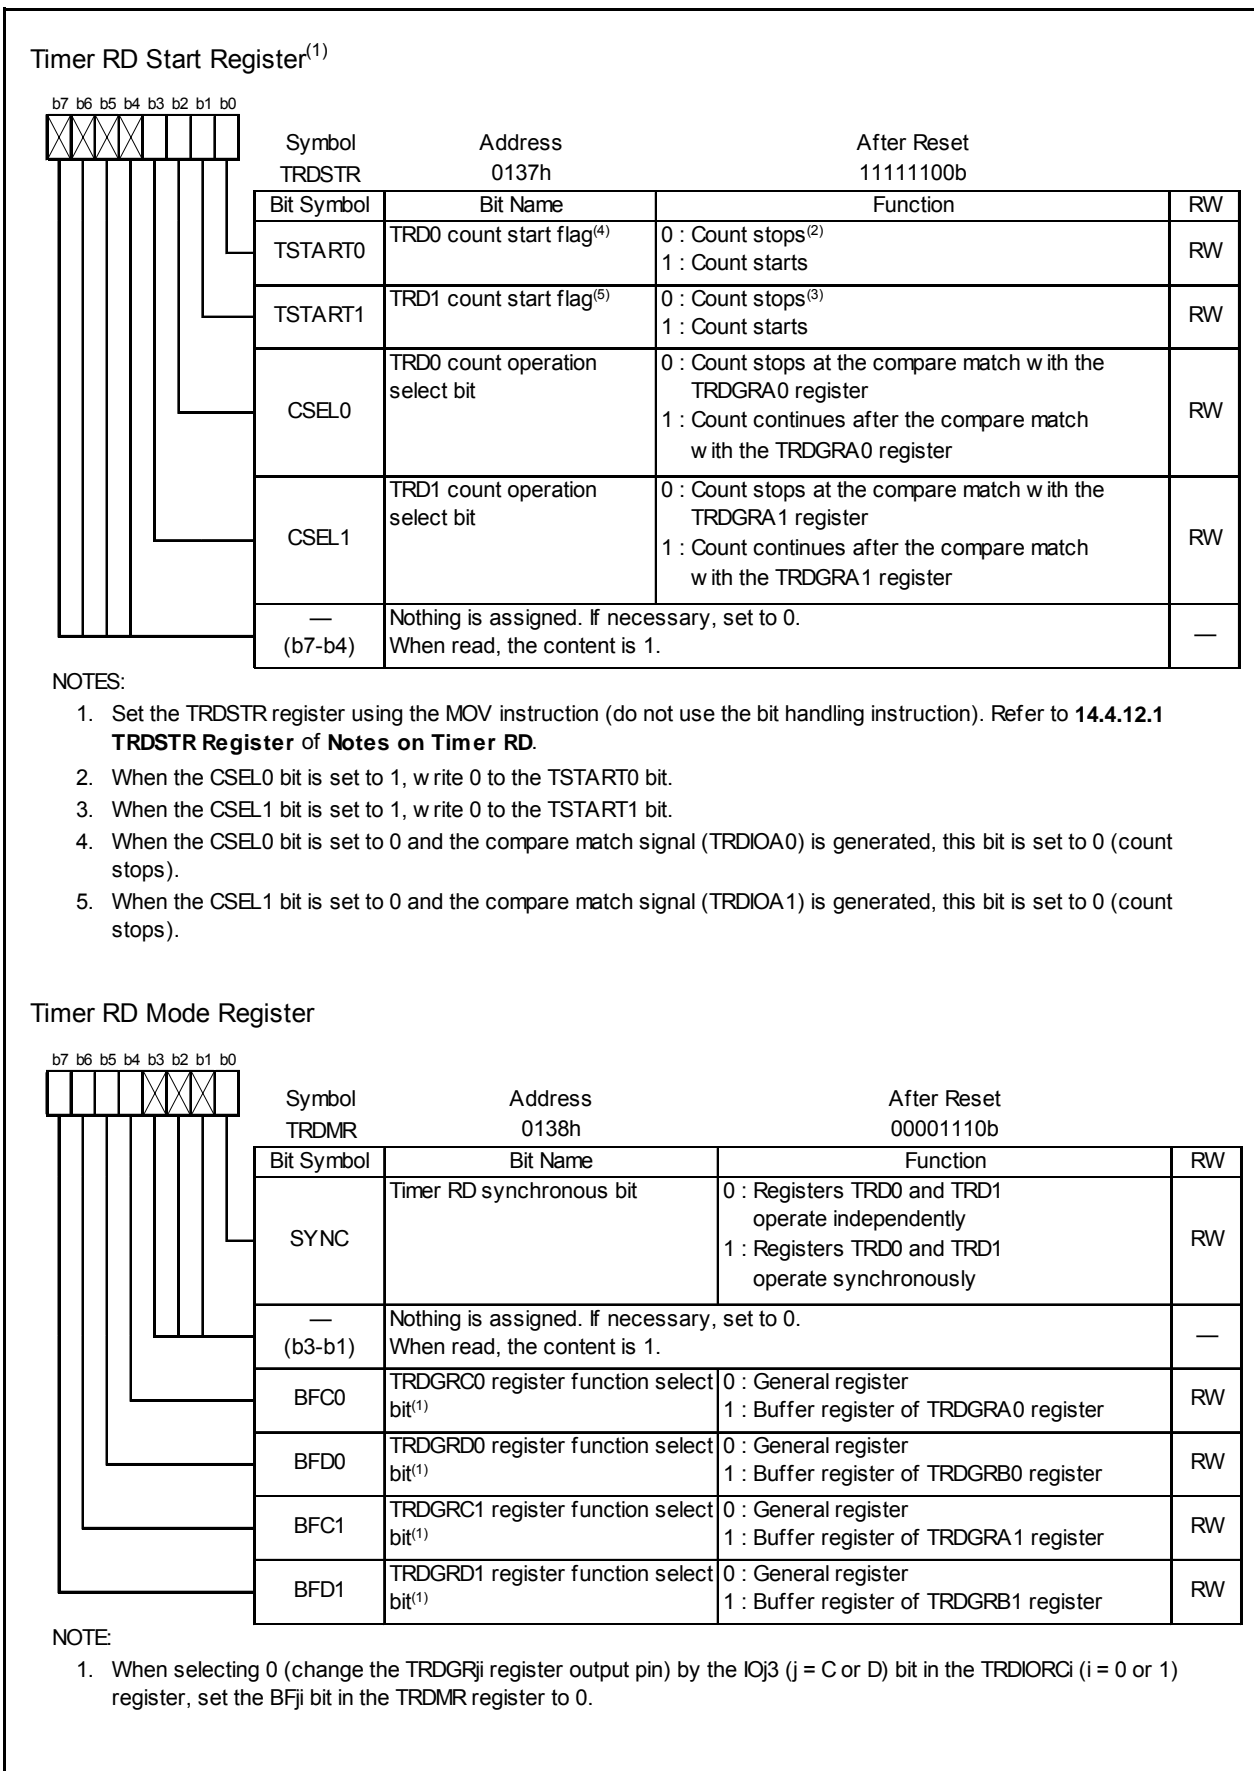 Timer RD Start Register(1)
b7 b6 b5 b4 b3 b2 b1 b0
Symbol Address After Reset
TRDSTR 0137h 11111100b
Bit Symbol Bit Name Function RW
TSTART0 TRD0 count start flag(4) 0 : Count stops(2) RW
1 : Count starts
TSTART1 TRD1 count start flag(5) 0 : Count stops(3) RW
1 : Count starts
CSEL0 TRD0 count operation 0 : Count stops at the compare match with the RW
select bit TRDGRA0 register
1 : Count continues after the compare match
with the TRDGRA0 register
CSEL1 TRD1 count operation 0 : Count stops at the compare match with the RW
select bit TRDGRA1 register
1 : Count continues after the compare match
with the TRDGRA1 register
— Nothing is assigned. If necessary, set to 0. —
(b7-b4) When read, the content is 1.
NOTES:
1. Set the TRDSTR register using the MOV instruction (do not use the bit handling instruction). Refer to 14.4.12.1
TRDSTR Register of Notes on Timer RD.
2. When the CSEL0 bit is set to 1, write 0 to the TSTART0 bit.
3. When the CSEL1 bit is set to 1, write 0 to the TSTART1 bit.
4. When the CSEL0 bit is set to 0 and the compare match signal (TRDIOA0) is generated, this bit is set to 0 (count
stops).
5. When the CSEL1 bit is set to 0 and the compare match signal (TRDIOA1) is generated, this bit is set to 0 (count
stops).
Timer RD Mode Register
b7 b6 b5 b4 b3 b2 b1 b0
Symbol Address After Reset
TRDMR 0138h 00001110b
Bit Symbol Bit Name Function RW
SYNC Timer RD synchronous bit 0 : Registers TRD0 and TRD1 RW
operate independently
1 : Registers TRD0 and TRD1
operate synchronously
— Nothing is assigned. If necessary, set to 0. —
(b3-b1) When read, the content is 1.
BFC0 TRDGRC0 register function select 0 : General register RW
bit(1) 1 : Buffer register of TRDGRA0 register
BFD0 TRDGRD0 register function select 0 : General register RW
bit(1) 1 : Buffer register of TRDGRB0 register
BFC1 TRDGRC1 register function select 0 : General register RW
bit(1) 1 : Buffer register of TRDGRA1 register
BFD1 TRDGRD1 register function select 0 : General register RW
bit(1) 1 : Buffer register of TRDGRB1 register
NOTE:
1. When selecting 0 (change the TRDGRji register output pin) by the IOj3 (j = C or D) bit in the TRDIORCi (i = 0 or 1)
register, set the BFji bit in the TRDMR register to 0.